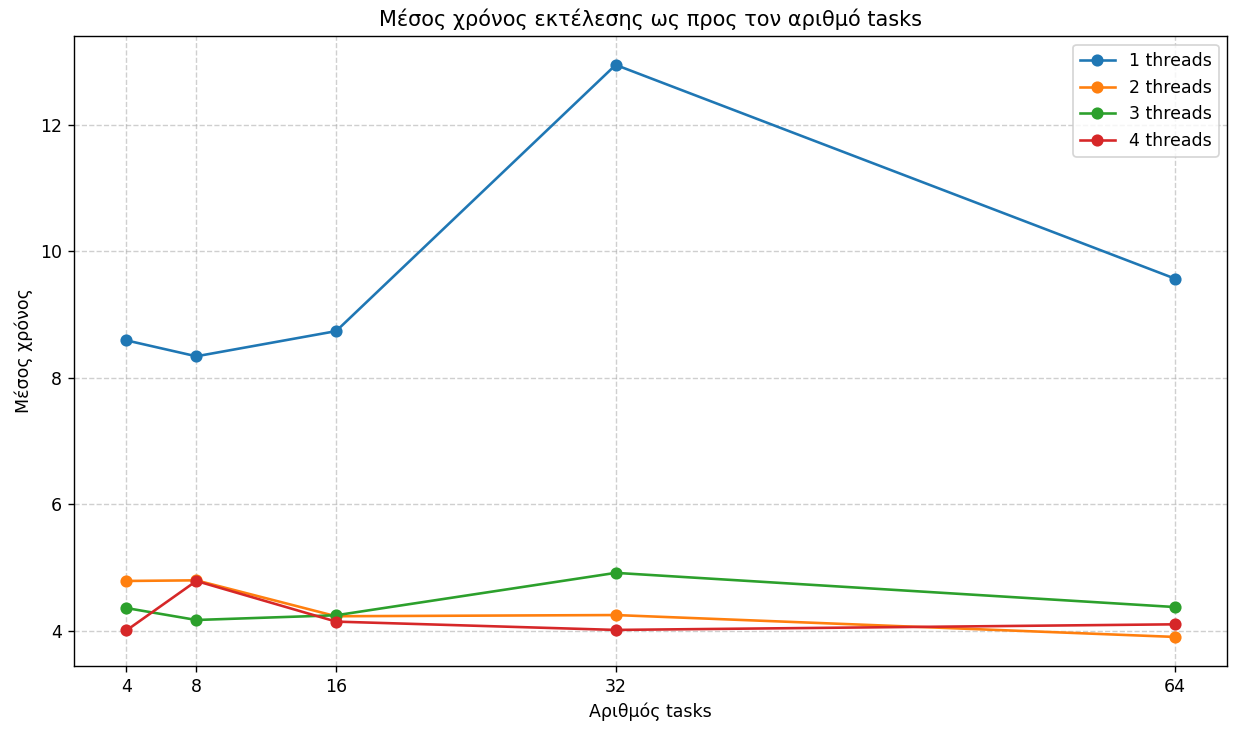 Μέσος χρόνος εκτέλεσης ως προς τον αριθμό tasks
1 threads
2 threads
3 threads
4 threads
Μέσος χρόνος
12
10
8
6
4
4 8 16 32 64
Αριθμός tasks